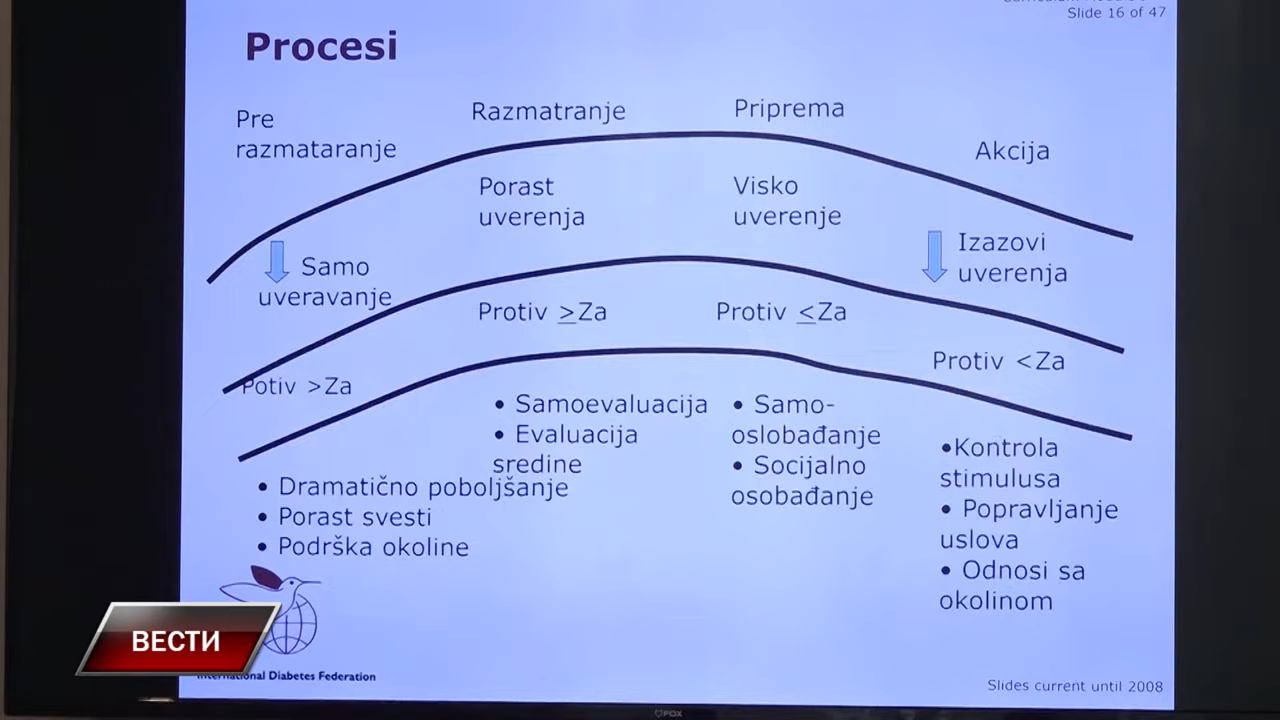 Slide 16 of 47
Procesi
Pre
razmataranje
Razmatranje
Priprema
Akcija
Porast
uverenja
Visko
uverenje
Izazovi
uverenja
Samo
uveravanje
Protiv >Za
Protiv <Za
Protiv <Za
Potiv >Za
• Samoevaluacija
• Evaluacija
sredine
• Samo-
oslobađanje
• Socijalno
osobađanje
•Kontrola
stimulusa
• Popravljanje
uslova
• Odnosi sa
okolinom
• Dramatično poboljšanje
• Porast svesti
• Podrška okoline
ВЕСТИ
International Diabetes Federation
Slides current until 2008
FOX